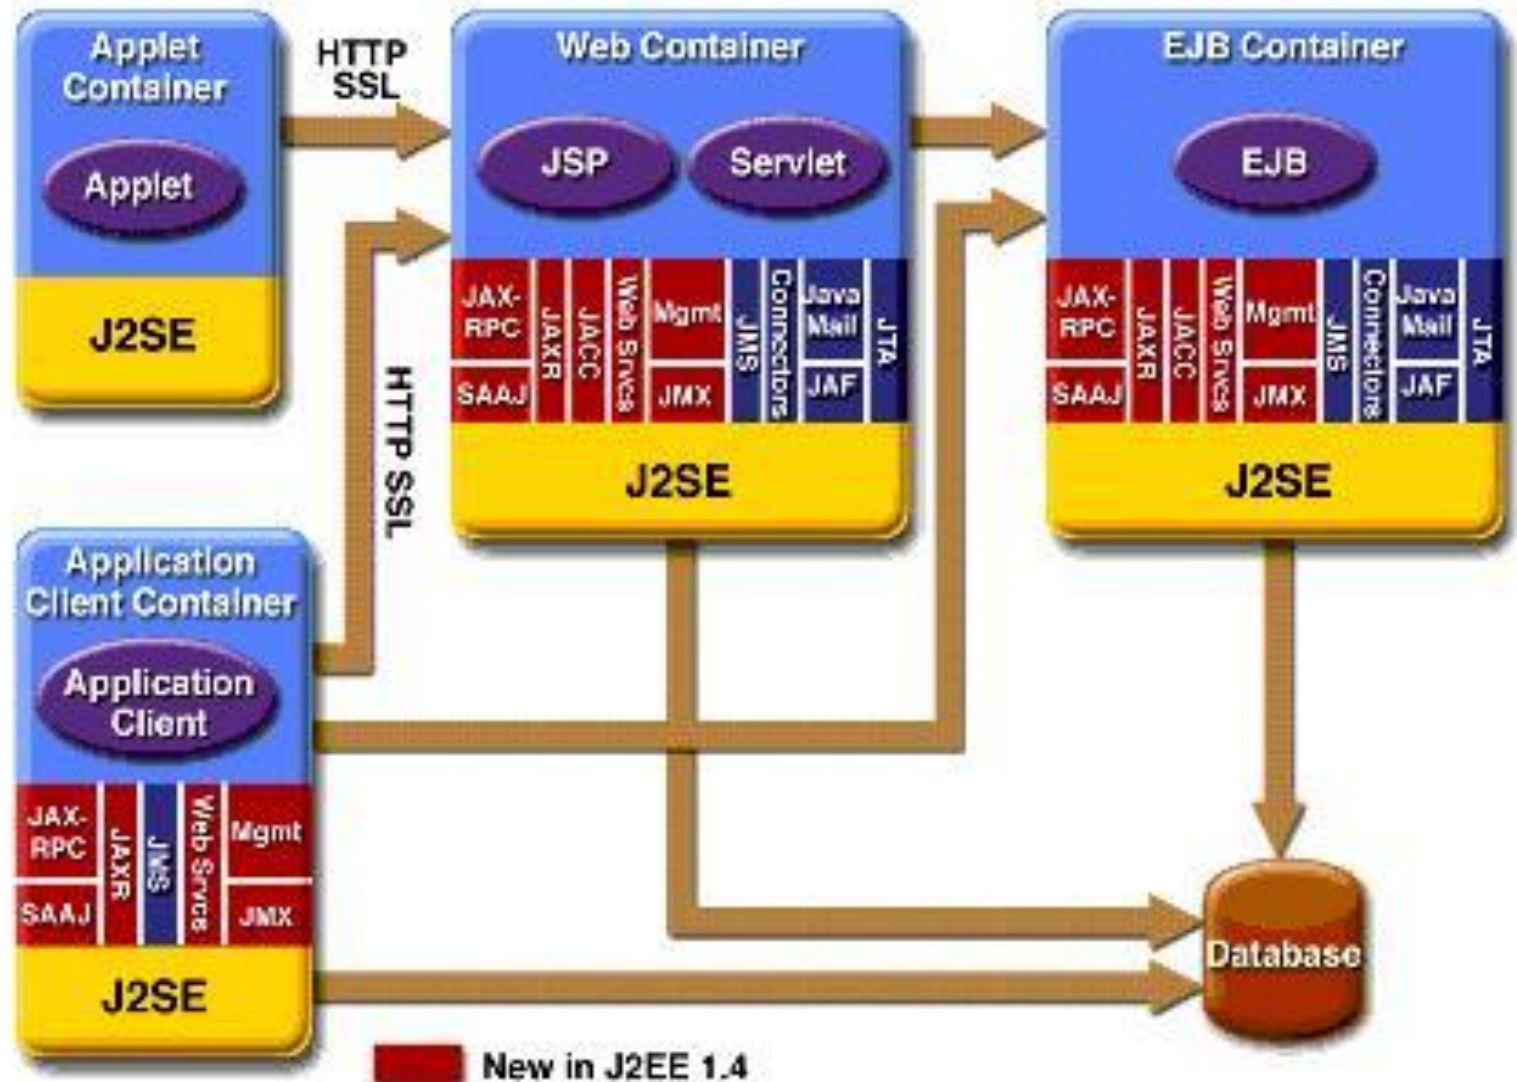 Applet
Container
Applet
J2SE
HTTP
SSL
Web Container
JSP
Servlet
JAX-
RPC
SAAJ
JAXR
JACC
Web Srvcs
Mgmt
JMX
JMS
Connectors
Java
Mail
JAF
JTA
J2SE
EJB Container
EJB
JAX-
RPC
SAAJ
JAXR
JACC
Web Srvcs
Mgmt
JMX
JMS
Connectors
Java
Mail
JAF
JTA
J2SE
HTTP SSL
Application
Client Container
Application
Client
JAX-
RPC
SAAJ
JAXR
JMS
Web Srvcs
Mgmt
JMX
J2SE
Database
New in J2EE 1.4